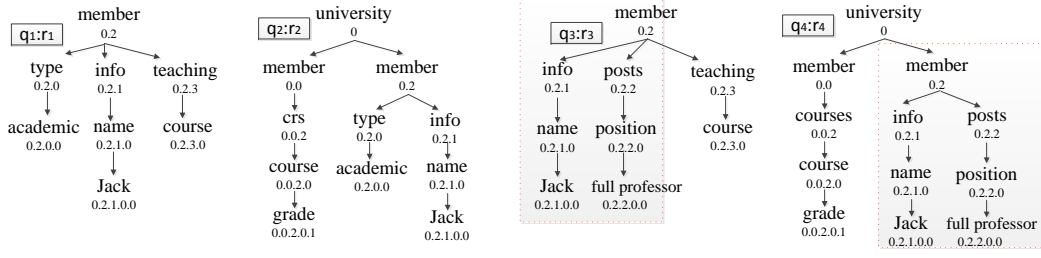 q1:r1
member
0.2
type
0.2.0
info
0.2.1
teaching
0.2.3
academic
0.2.0.0
name
0.2.1.0
course
0.2.3.0
Jack
0.2.1.0.0
q2:r2
university
0
member
0.0
member
0.2
crs
0.0.2
type
0.2.0
info
0.2.1
course
0.0.2.0
academic
0.2.0.0
name
0.2.1.0
grade
0.0.2.0.1
Jack
0.2.1.0.0
q3:r3
member
0.2
info
0.2.1
posts
0.2.2
teaching
0.2.3
name
0.2.1.0
position
0.2.2.0
course
0.2.3.0
Jack
0.2.1.0.0
full professor
0.2.2.0.0
q4:r4
university
0
member
0.0
member
0.2
courses
0.0.2
info
0.2.1
posts
0.2.2
course
0.0.2.0
name
0.2.1.0
position
0.2.2.0
grade
0.0.2.0.1
Jack
0.2.1.0.0
full professor
0.2.2.0.0